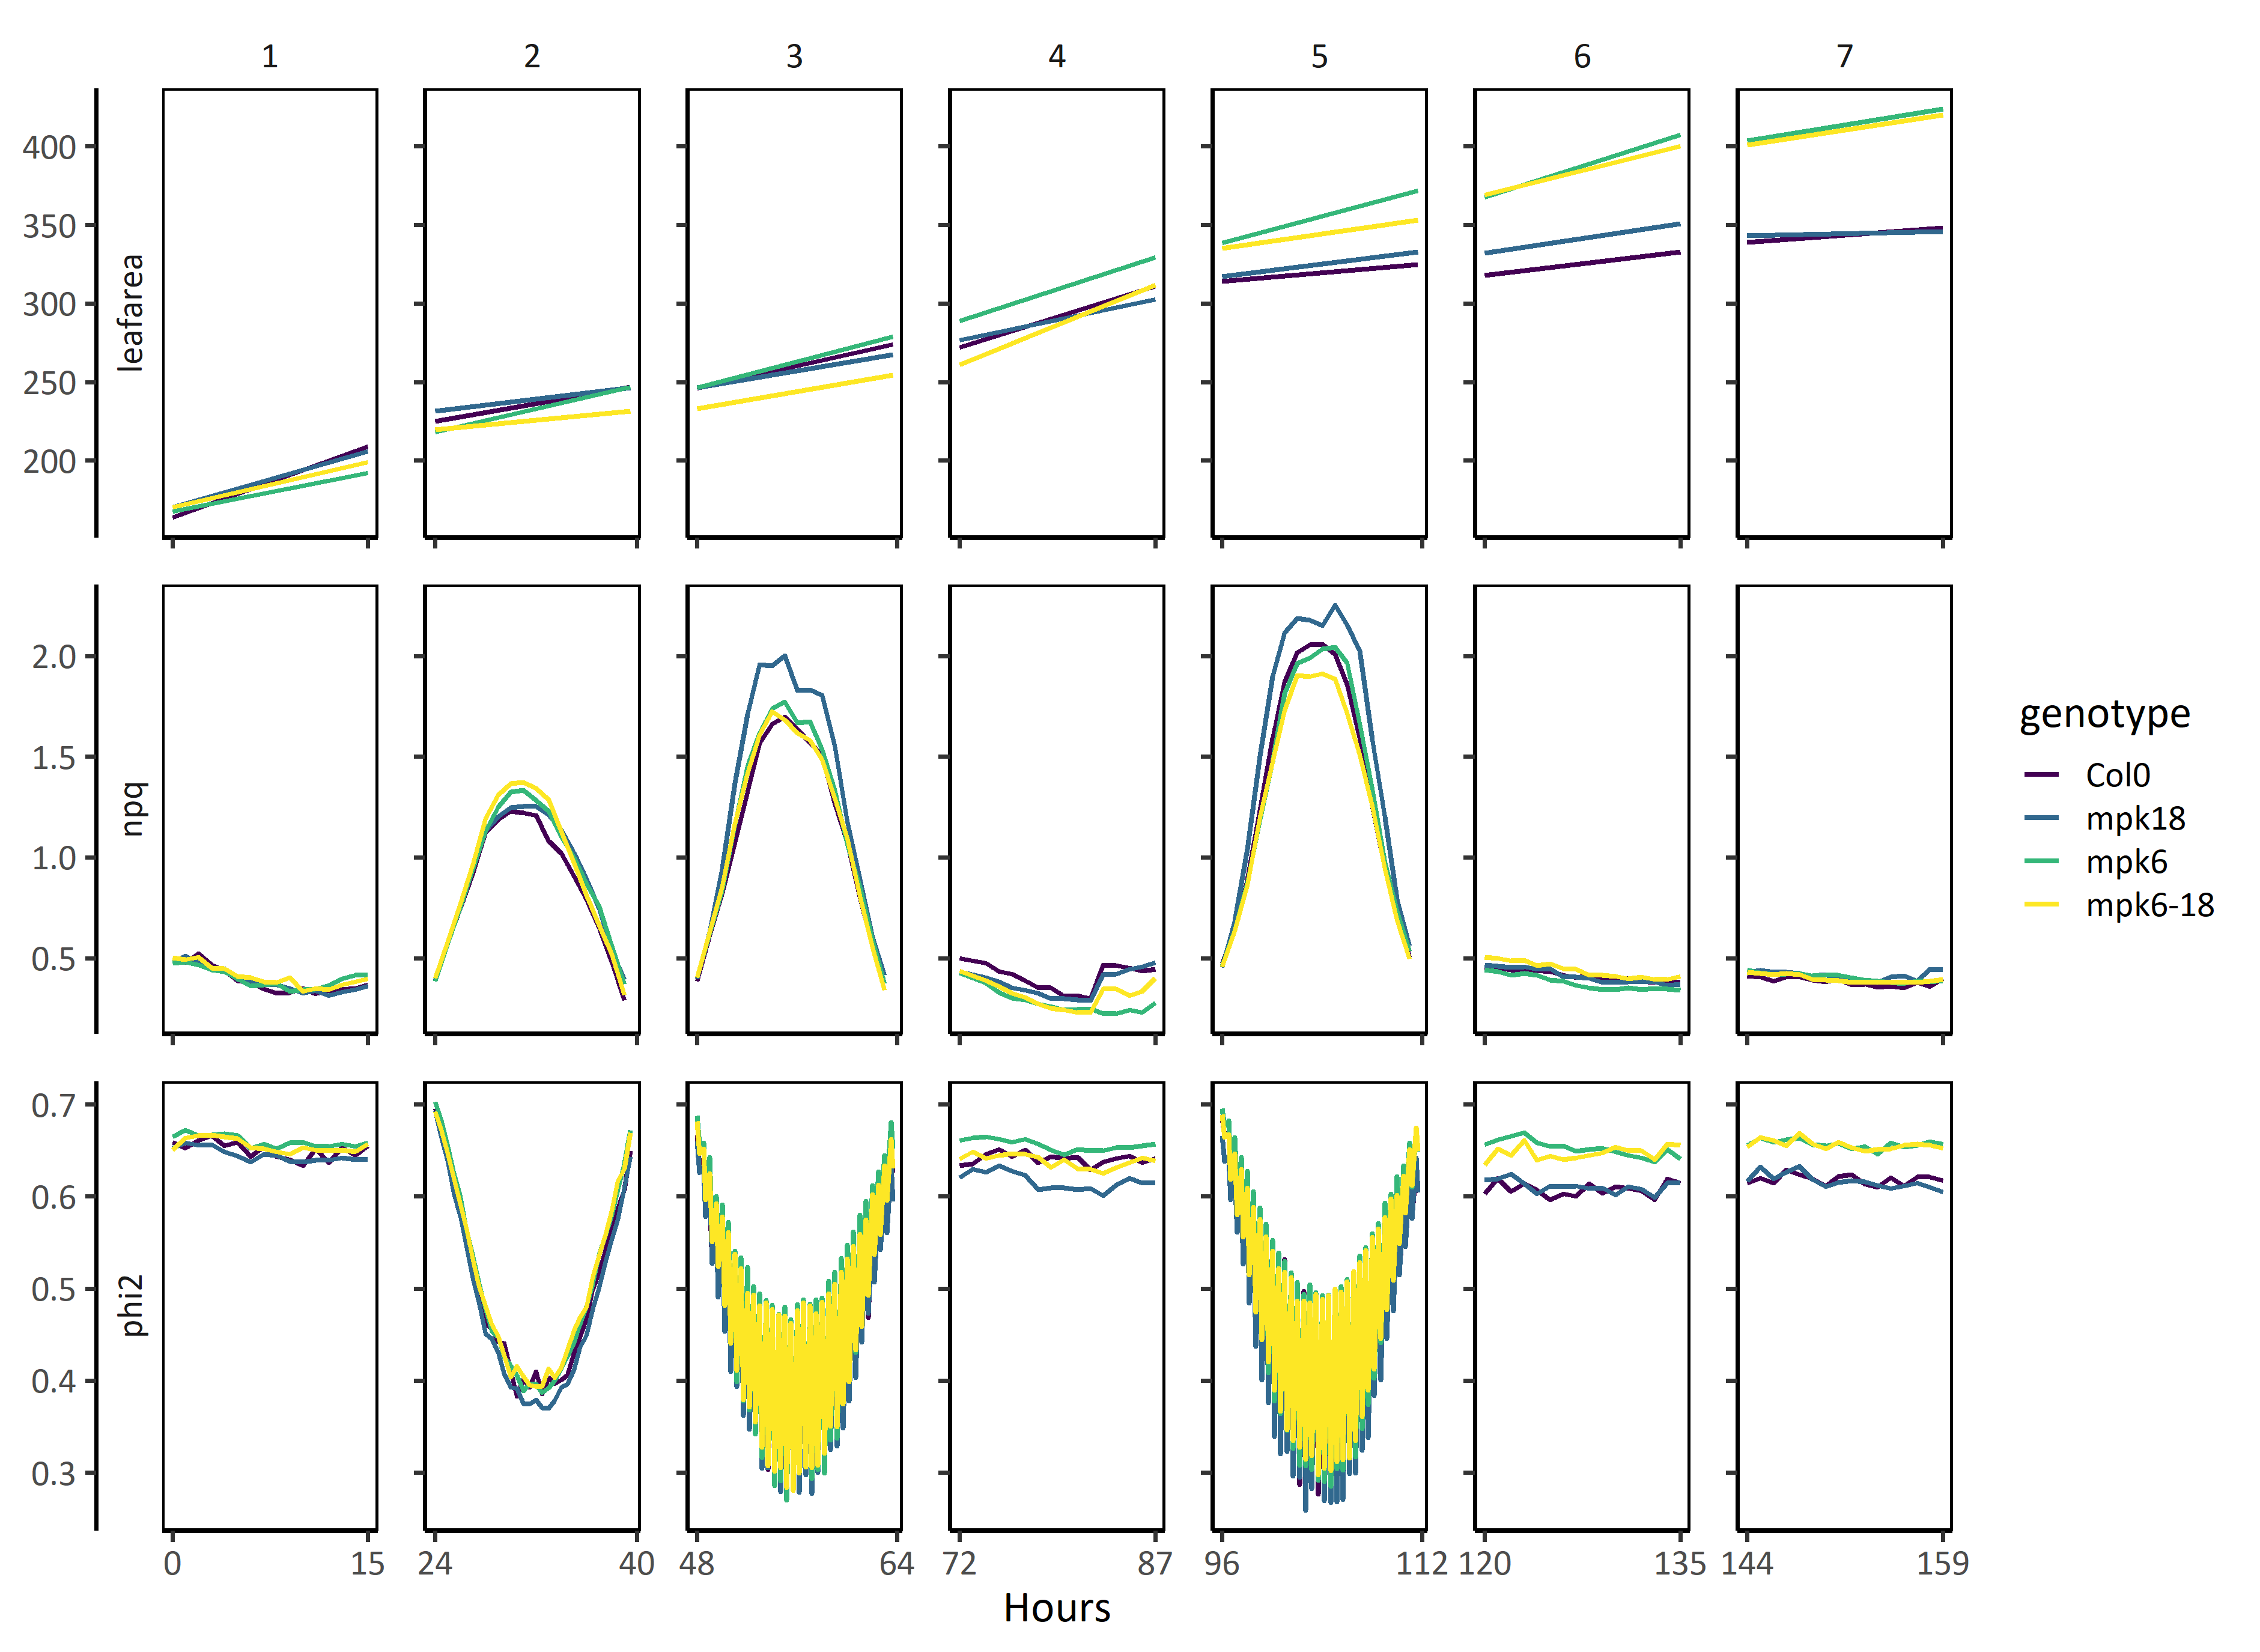 1 2 3 4 5 6 7
400
350
300
250
200
leafarea
2.0
1.5
1.0
0.5
npq
genotype
Col0
mpk18
mpk6
mpk6-18
0.7
0.6
0.5
0.4
0.3
phi2
0 15 24 40 48 64 72 87 96 112 120 135 144 159
Hours